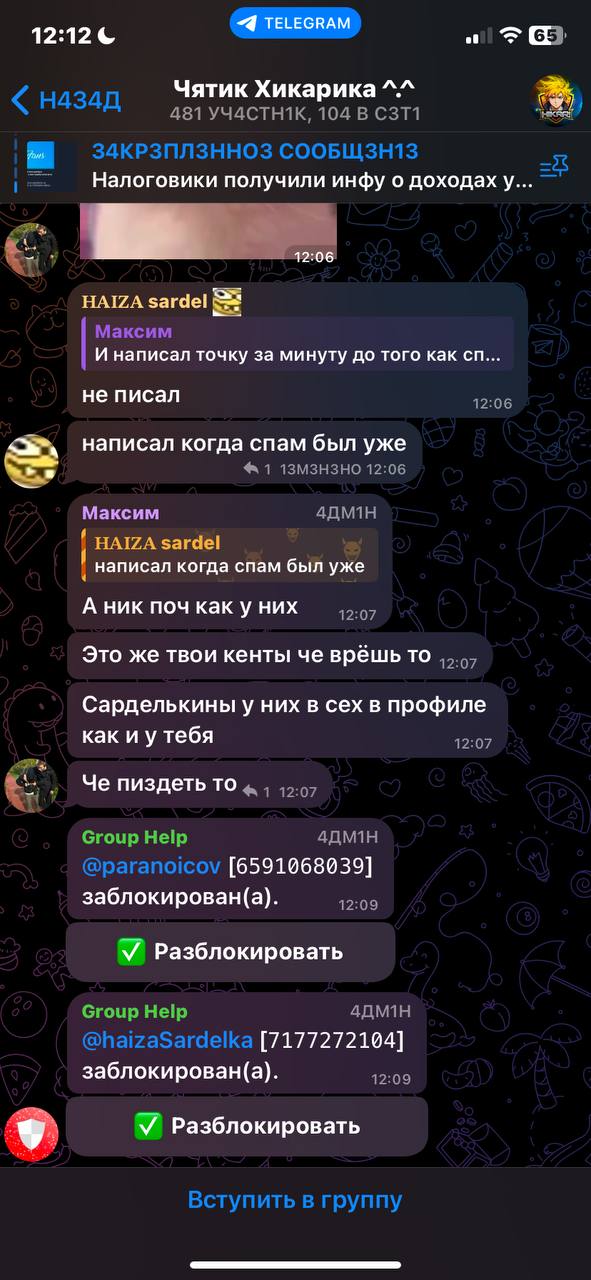 12:12
TELEGRAM
65
Н434Д
Чятик Хикарика ^.^
481 УЧ4СТН1К, 104 В С3Т1
34КР3ПЛ3НН03 СООБЩ3Н13
Налоговики получили инфу о доходах у...
12:06
HAIZA sardel
Максим
И написал точку за минуту до того как сп...
не писал
12:06
написал когда спам был уже
1 13М3Н3НО 12:06
Максим 4ДМ1Н
HAIZA sardel
написал когда спам был уже
А ник поч как у них
12:07
Это же твои кенты че врёшь то 12:07
Сарделькины у них в сех в профиле
как и у тебя
12:07
Че пиздеть то 1 12:07
Group Help 4ДМ1Н
@paranoicov [6591068039]
заблокирован(а).
12:09
Разблокировать
Group Help 4ДМ1Н
@haizaSardelka [7177272104]
заблокирован(а).
12:09
Разблокировать
Вступить в группу